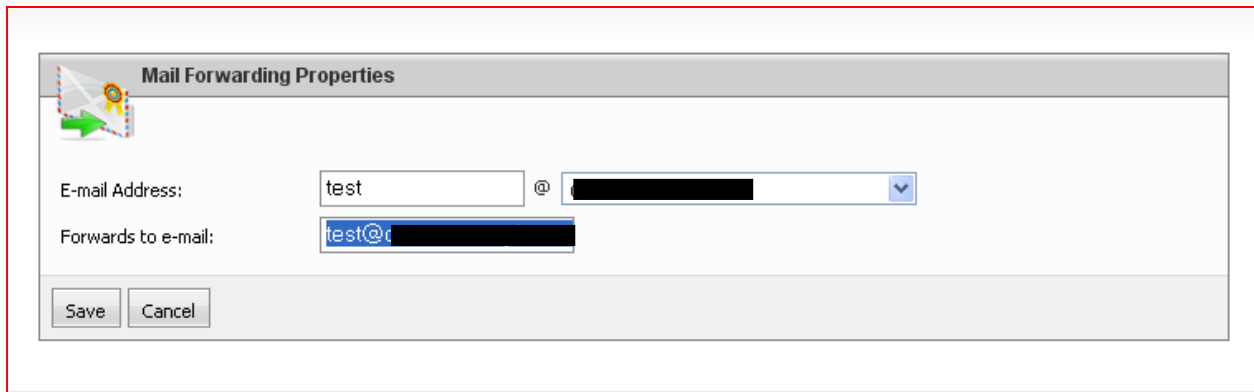 Mail Forwarding Properties
E-mail Address: test @
Forwards to e-mail: test@
Save Cancel